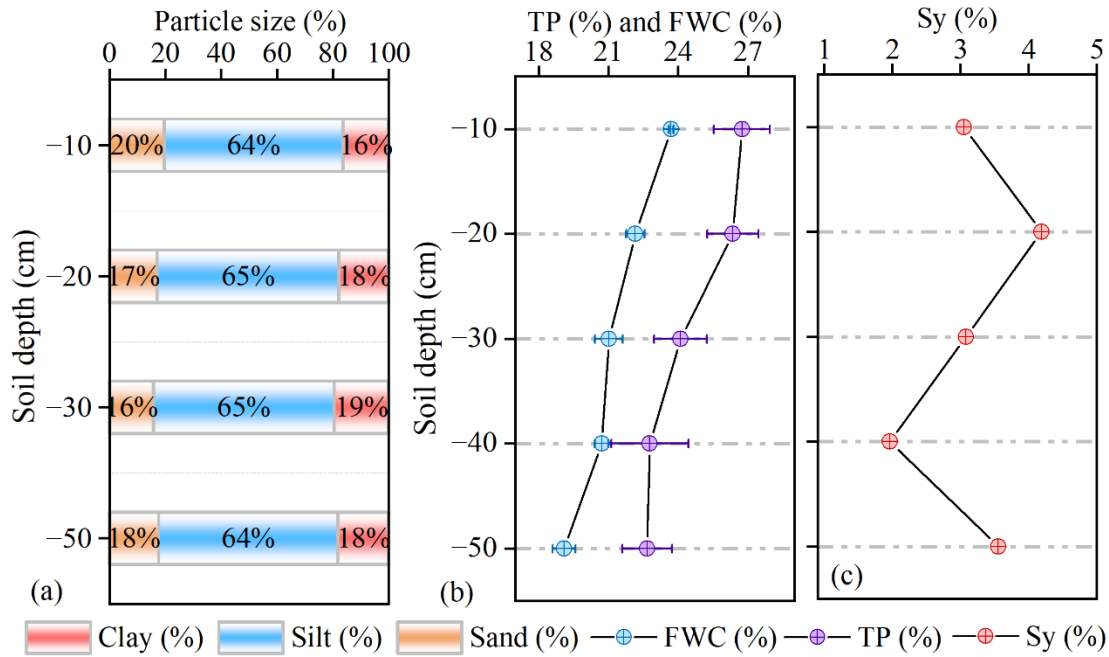 Particle size (%)
0 20 40 60 80 100
Soil depth (cm)
−10
20% 64% 16%
−20
17% 65% 18%
−30
16% 65% 19%
−50
18% 64% 18%
(a)
TP (%) and FWC (%)
18 21 24 27
Soil depth (cm)
−10
−20
−30
−40
−50
(b)
Sy (%)
1 2 3 4 5
(c)
Clay (%) Silt (%) Sand (%) FWC (%) TP (%) Sy (%)